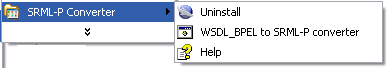 SRML-P Converter
Uninstall
WSDL_BPEL to SRML-P converter
Help